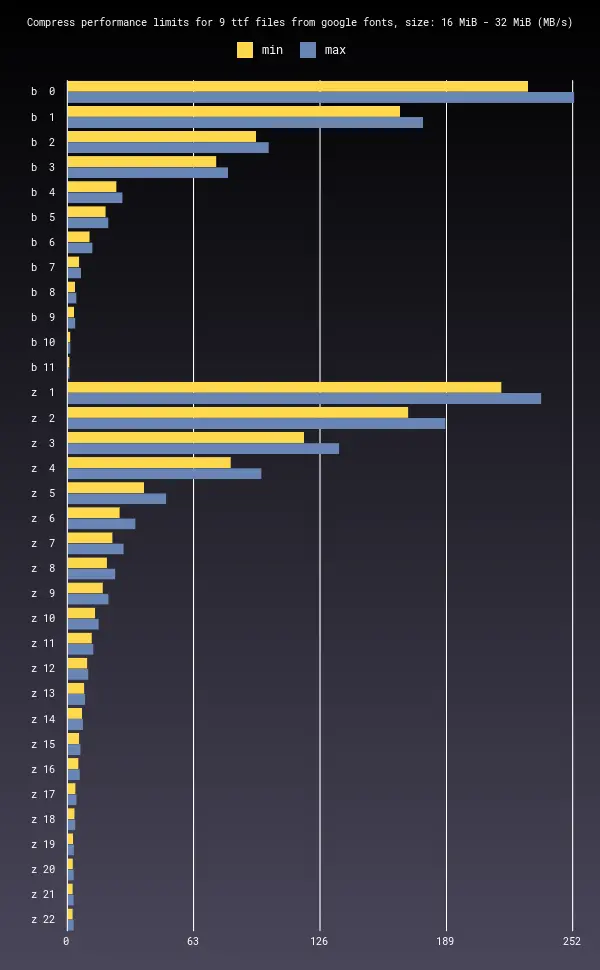 Compress performance limits for 9 ttf files from google fonts, size: 16 MiB - 32 MiB (MB/s)
min max
b 0
b 1
b 2
b 3
b 4
b 5
b 6
b 7
b 8
b 9
b 10
b 11
z 1
z 2
z 3
z 4
z 5
z 6
z 7
z 8
z 9
z 10
z 11
z 12
z 13
z 14
z 15
z 16
z 17
z 18
z 19
z 20
z 21
z 22
0 63 126 189 252